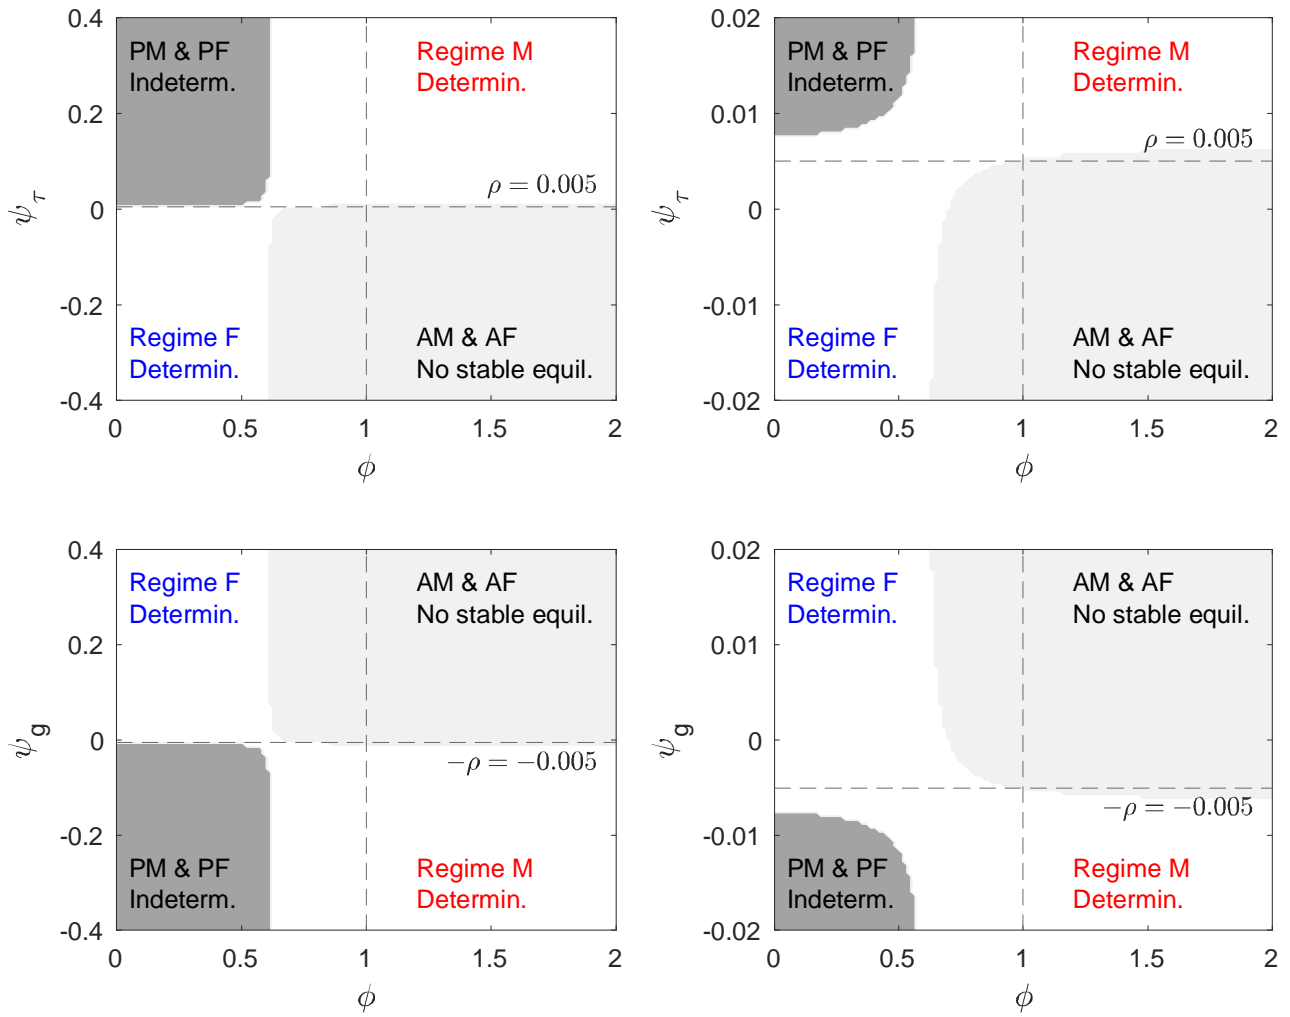 0.4
PM & PF
Indeterm.
Regime M
Determin.
0.2
ρ = 0.005
ψτ
0
-0.2
Regime F
Determin.
AM & AF
No stable equil.
-0.4
0 0.5 1 1.5 2
ϕ
0.02
PM & PF
Indeterm.
Regime M
Determin.
0.01
ρ = 0.005
ψτ
0
-0.01
Regime F
Determin.
AM & AF
No stable equil.
-0.02
0 0.5 1 1.5 2
ϕ
0.4
Regime F
Determin.
AM & AF
No stable equil.
0.2
ψg
0
−ρ = −0.005
-0.2
PM & PF
Indeterm.
Regime M
Determin.
-0.4
0 0.5 1 1.5 2
ϕ
0.02
Regime F
Determin.
AM & AF
No stable equil.
0.01
ψg
0
−ρ = −0.005
-0.01
PM & PF
Indeterm.
Regime M
Determin.
-0.02
0 0.5 1 1.5 2
ϕ